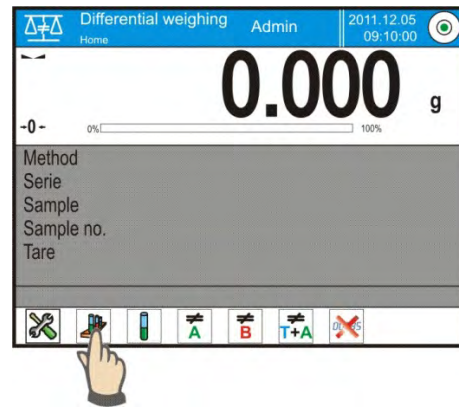 Differential weighing
Home
Admin
2011.12.05
09:10:00
0.000 g
-0-
0%
100%
Method
Serie
Sample
Sample no.
Tare
≠
A
≠
B
≠
T+A